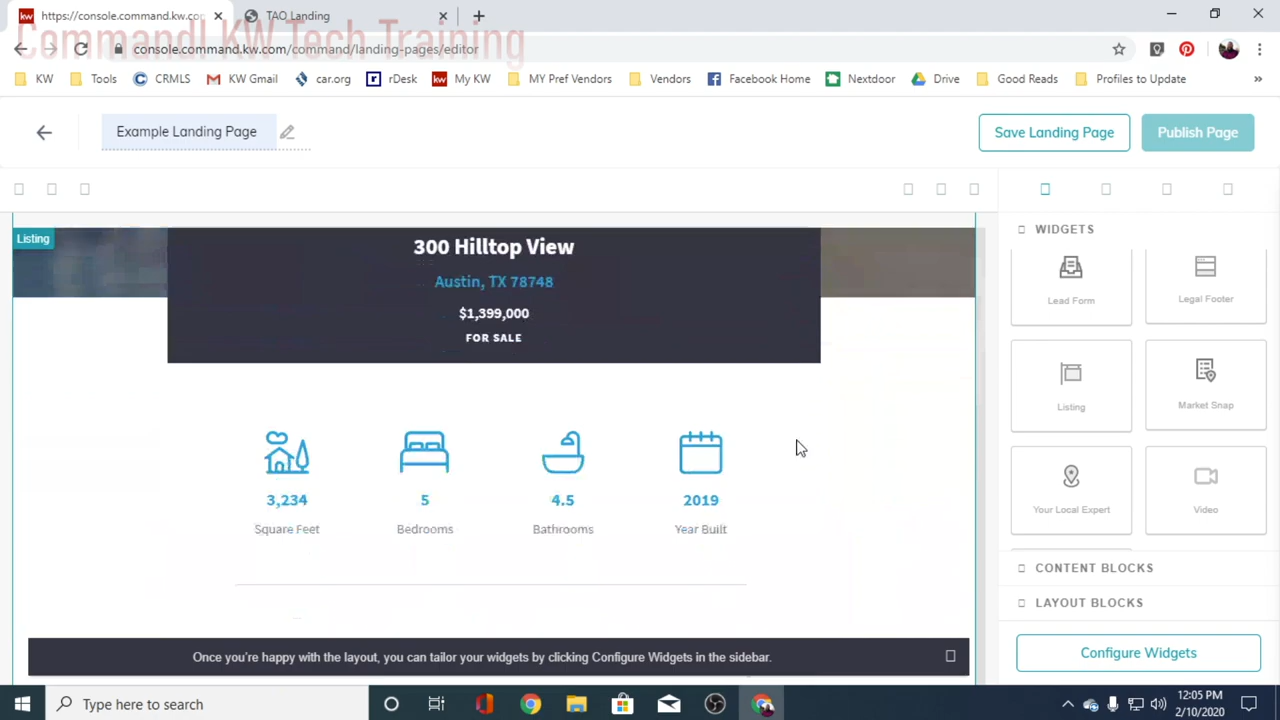 https://console.command.kw.con
TAO Landing
Command! KW Tech Training
console.command.kw.com/command/landing-pages/editor
KW
Tools
CRMLS
KW Gmail
car.org
rDesk
kw
My KW
MY Pref Vendors
Vendors
Facebook Home
Nextdoor
Drive
Good Reads
Profiles to Update
Example Landing Page
Save Landing Page
Publish Page
Listing
300 Hilltop View
Austin, TX 78748
$1,399,000
FOR SALE
3,234
5
4.5
2019
Square Feet
Bedrooms
Bathrooms
Year Built
Once you're happy with the layout, you can tailor your widgets by clicking Configure Widgets in the sidebar.
WIDGETS
Lead Form
Legal Footer
Listing
Market Snap
Your Local Expert
Video
CONTENT BLOCKS
LAYOUT BLOCKS
Configure Widgets
Type here to search
12:05 PM
2/10/2020